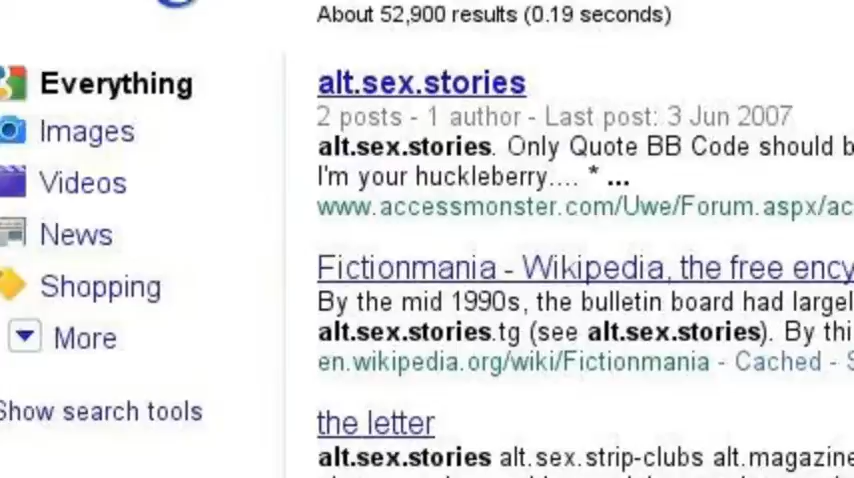 About 52,900 results (0.19 seconds)
Everything
Images
Videos
News
Shopping
More
Show search tools
alt.sex.stories
2 posts - 1 author - Last post: 3 Jun 2007
alt.sex.stories. Only Quote BB Code should b
I'm your huckleberry.... * ...
www.accessmonster.com/Uwe/Forum.aspx/ac
Fictionmania - Wikipedia, the free ency
By the mid 1990s, the bulletin board had largel
alt.sex.stories.tg (see alt.sex.stories). By thi
en.wikipedia.org/wiki/Fictionmania - Cached - S
the letter
alt.sex.stories alt.sex.strip-clubs alt.magazine